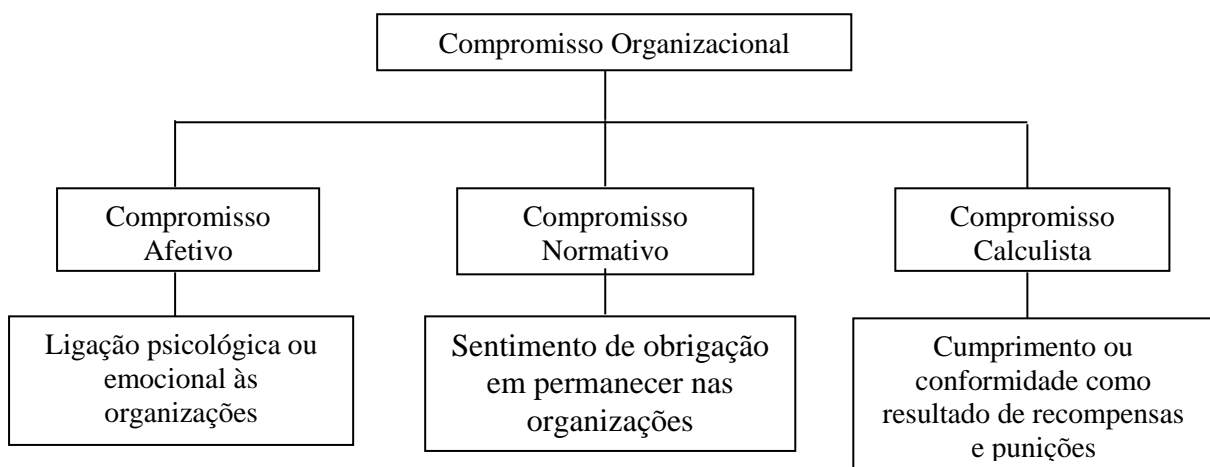 Compromisso Organizacional
Compromisso
Afetivo
Compromisso
Normativo
Compromisso
Calculista
Ligação psicológica ou
emocional às
organizações
Sentimento de obrigação
em permanecer nas
organizações
Cumprimento ou
conformidade como
resultado de recompensas
e punições